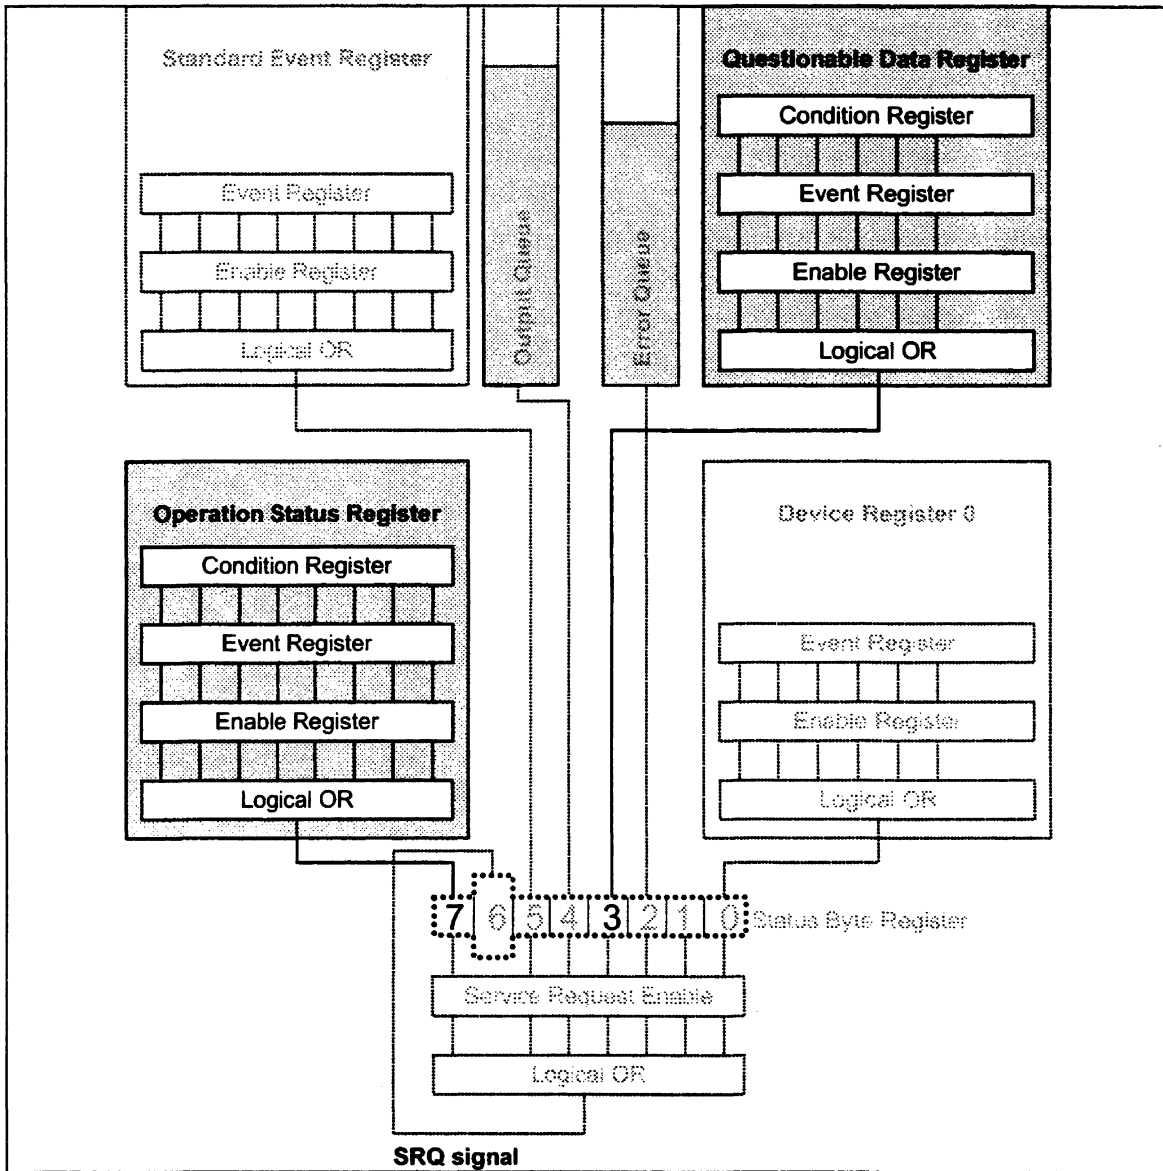 Standard Event Register
Event Register
Enable Register
Logical OR
Output Queue
Error Queue
Questionable Data Register
Condition Register
Event Register
Enable Register
Logical OR
Operation Status Register
Condition Register
Event Register
Enable Register
Logical OR
Device Register 0
Event Register
Enable Register
Logical OR
7 6 5 4 3 2 1 0 Status Byte Register
Service Request Enable
Logical OR
SRQ signal